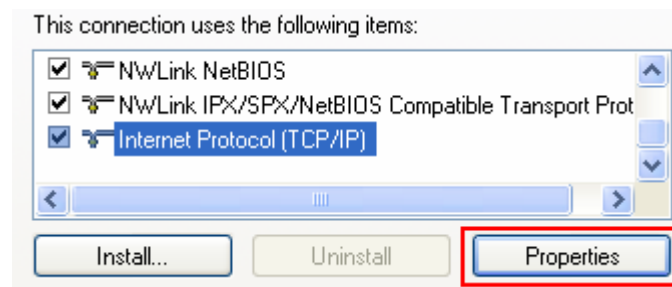 This connection uses the following items:
NWLink NetBIOS
NWLink IPX/SPX/NetBIOS Compatible Transport Prot
Internet Protocol (TCP/IP)
Install...
Uninstall
Properties